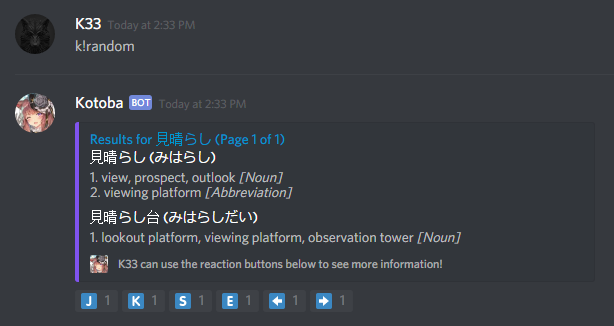 K33 Today at 2:33 PM
k!random
Kotoba BOT Today at 2:33 PM
Results for 見晴らし (Page 1 of 1)
見晴らし (みはらし)
1. view, prospect, outlook [Noun]
2. viewing platform [Abbreviation]
見晴らし台 (みはらしだい)
1. lookout platform, viewing platform, observation tower [Noun]
K33 can use the reaction buttons below to see more information!
J 1 K 1 S 1 E 1 ⬅ 1 ➡ 1